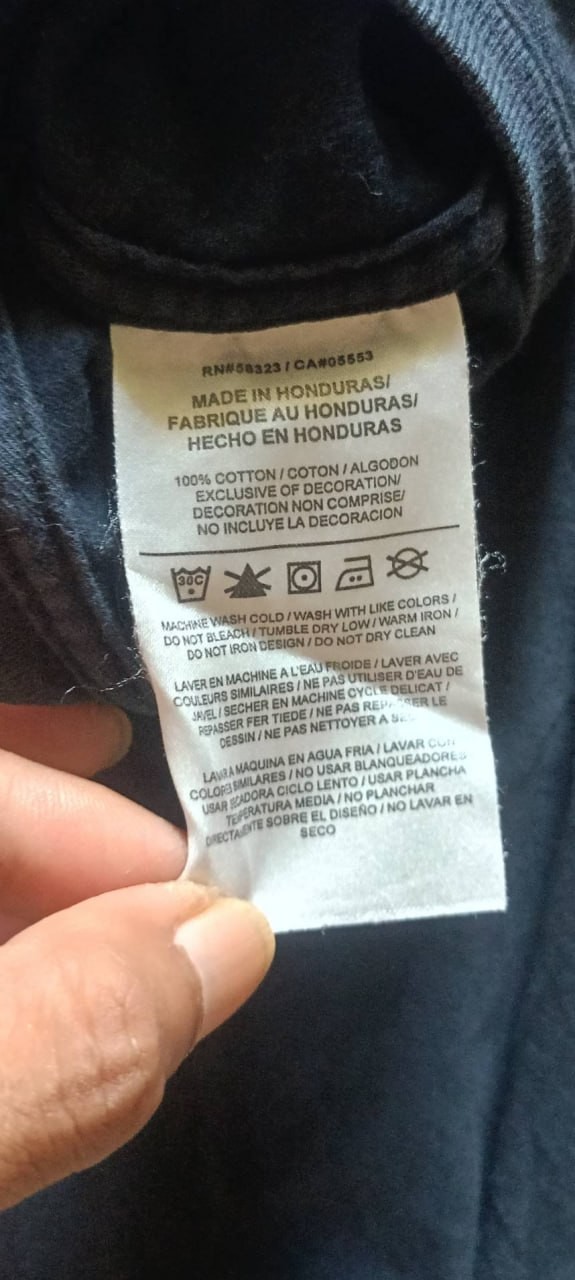 RN#58323 / CA#05553
MADE IN HONDURAS/
FABRIQUE AU HONDURAS/
HECHO EN HONDURAS
100% COTTON / COTON / ALGODON
EXCLUSIVE OF DECORATION/
DECORATION NON COMPRISE/
NO INCLUYE LA DECORACION
30C
MACHINE WASH COLD / WASH WITH LIKE COLORS /
DO NOT BLEACH / TUMBLE DRY LOW / WARM IRON /
DO NOT IRON DESIGN / DO NOT DRY CLEAN
LAVER EN MACHINE A L'EAU FROIDE / LAVER AVEC
COULEURS SIMILAIRES / NE PAS UTILISER D'EAU DE
JAVEL / SECHER EN MACHINE CYCLE DELICAT /
REPASSER FER TIEDE / NE PAS REPASSER LE
DESSIN / NE PAS NETTOYER A
LAVAR A MAQUINA EN AGUA FRIA / LAVAR CON
COLORES SIMILARES / NO USAR BLANQUEADORES
USAR SECADORA CICLO LENTO / USAR PLANCHA
TEMPERATURA MEDIA / NO PLANCHAR
DIRECTAMENTE SOBRE EL DISEÑO / NO LAVAR EN
SECO